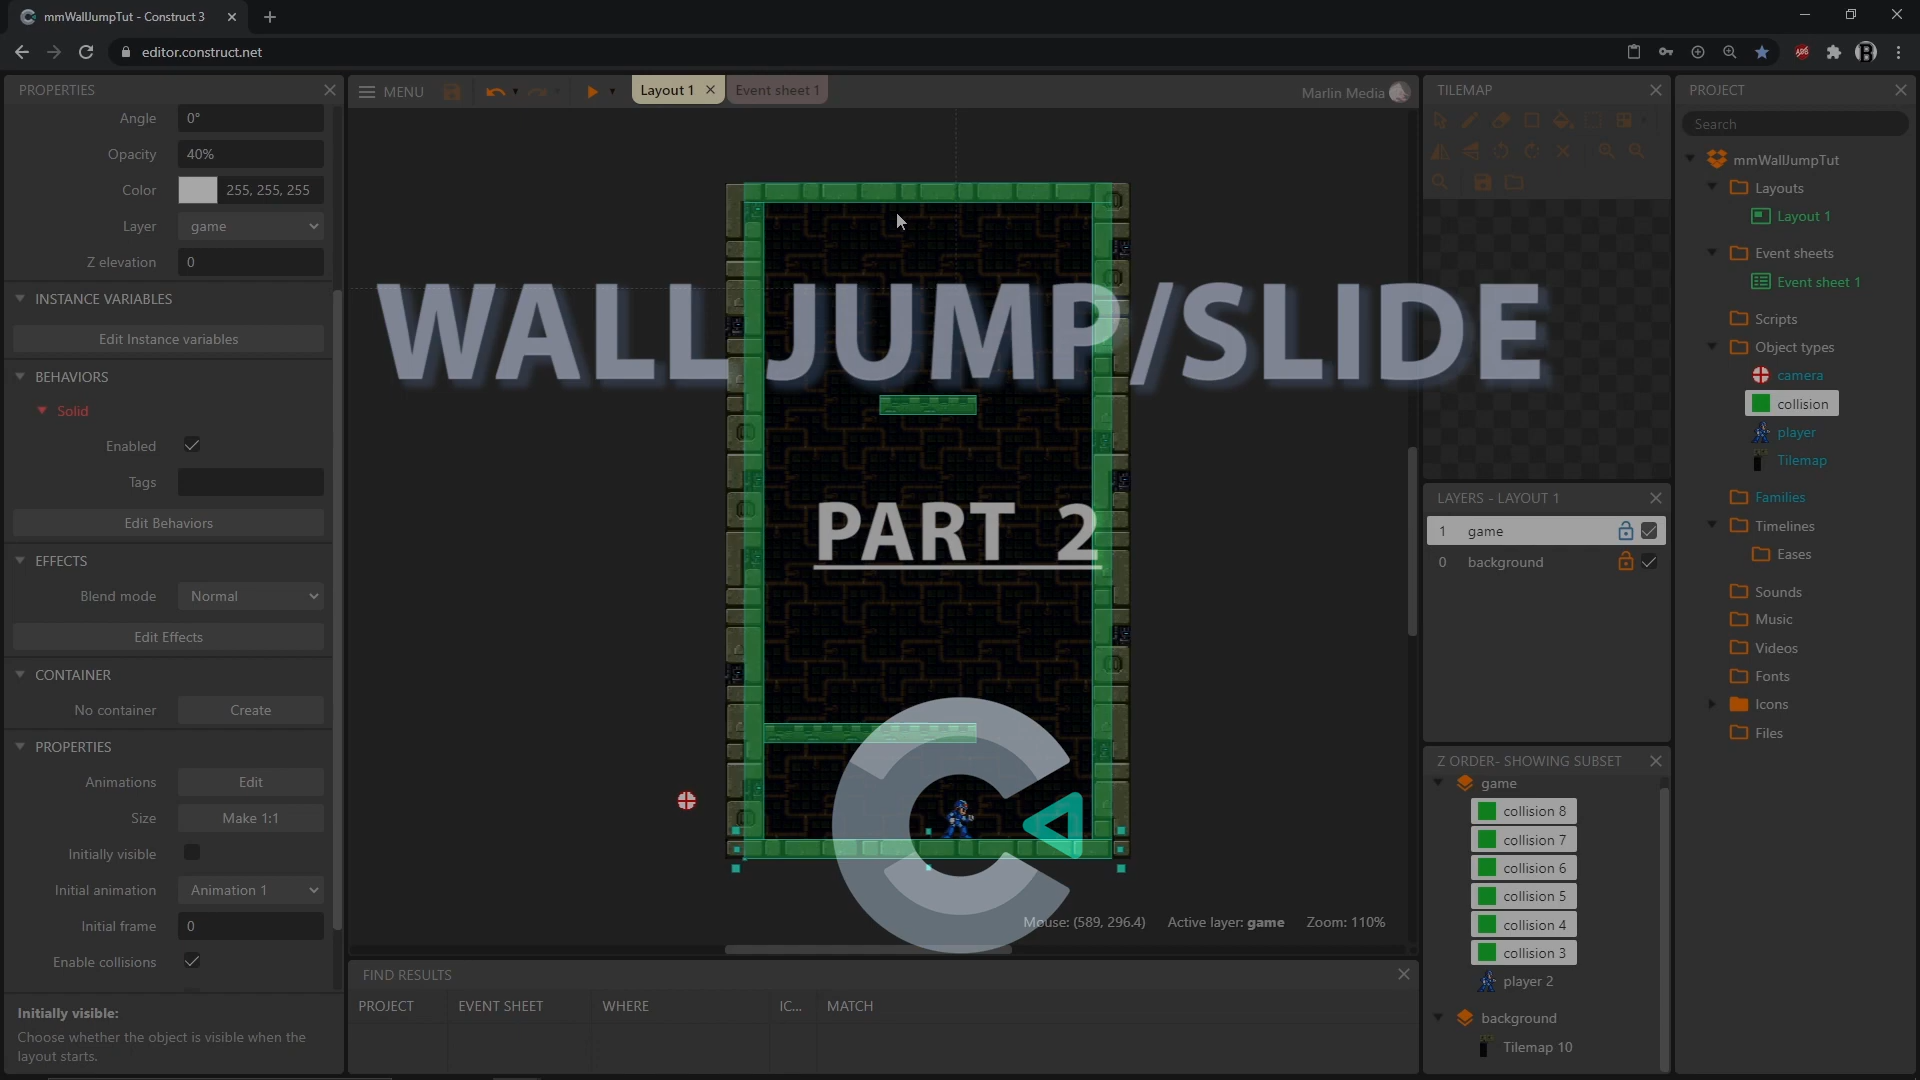 mmWallJumpTut - Construct 3
editor.construct.net
PROPERTIES
Angle 0°
Opacity 40%
Color 255, 255, 255
Layer game
Z elevation 0
INSTANCE VARIABLES
Edit Instance variables
BEHAVIORS
Solid
Enabled
Tags
Edit Behaviors
EFFECTS
Blend mode Normal
Edit Effects
CONTAINER
No container Create
PROPERTIES
Animations Edit
Size Make 1:1
Initially visible
Initial animation Animation 1
Initial frame 0
Enable collisions
Initially visible:
Choose whether the object is visible when the
layout starts.
MENU
Layout 1
Event sheet 1
Marlin Media
WALL JUMP/SLIDE
PART 2
Mouse: (589, 296.4) Active layer: game Zoom: 110%
FIND RESULTS
PROJECT EVENT SHEET WHERE IC... MATCH
TILEMAP
LAYERS - LAYOUT 1
1 game
0 background
Z ORDER- SHOWING SUBSET
game
collision 8
collision 7
collision 6
collision 5
collision 4
collision 3
player 2
background
Tilemap 10
PROJECT
Search
mmWallJumpTut
Layouts
Layout 1
Event sheets
Event sheet 1
Scripts
Object types
camera
collision
player
Tilemap
Families
Timelines
Eases
Sounds
Music
Videos
Fonts
Icons
Files